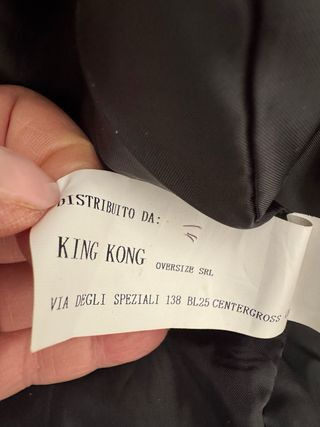 DISTRIBUITO DA:
KING KONG OVERSIZE SRL
VIA DEGLI SPEZIALI 138 BL25 CENTERGROSS